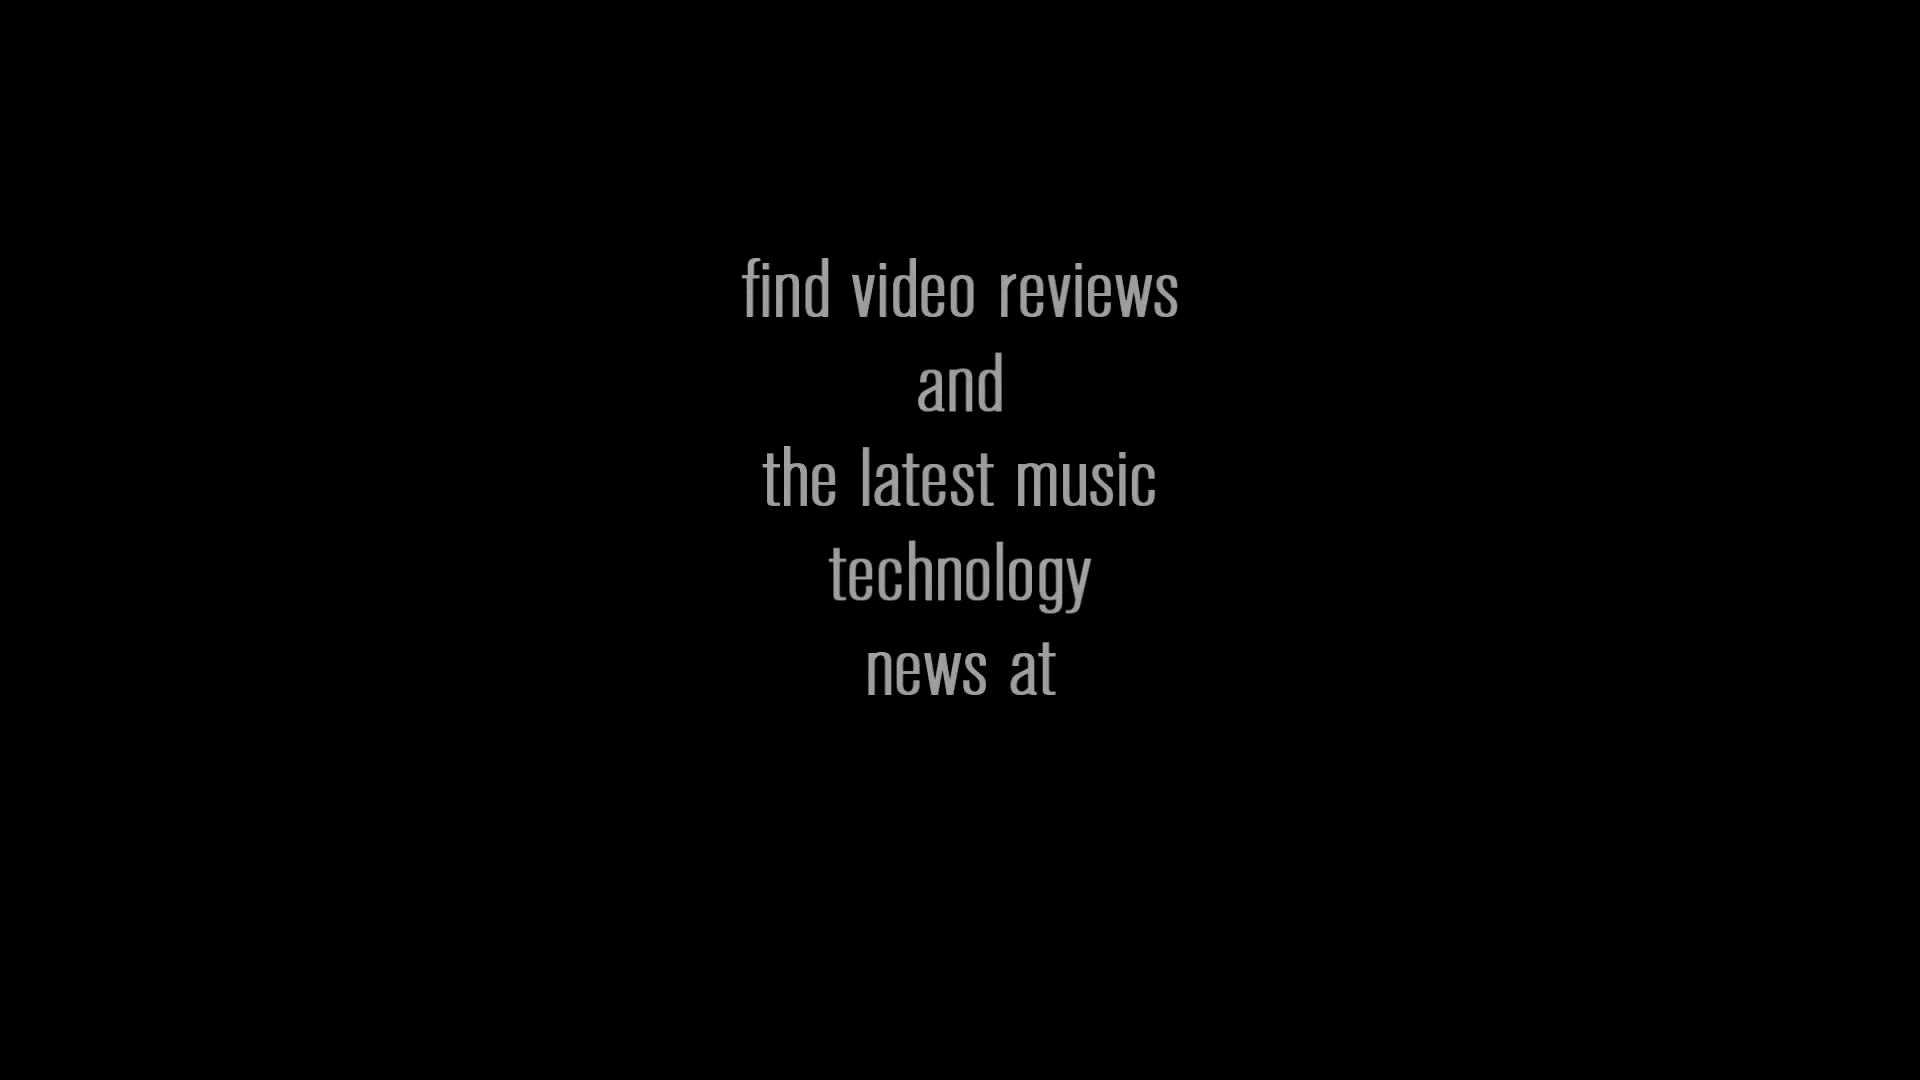 find video reviews
and
the latest music
technology
news at